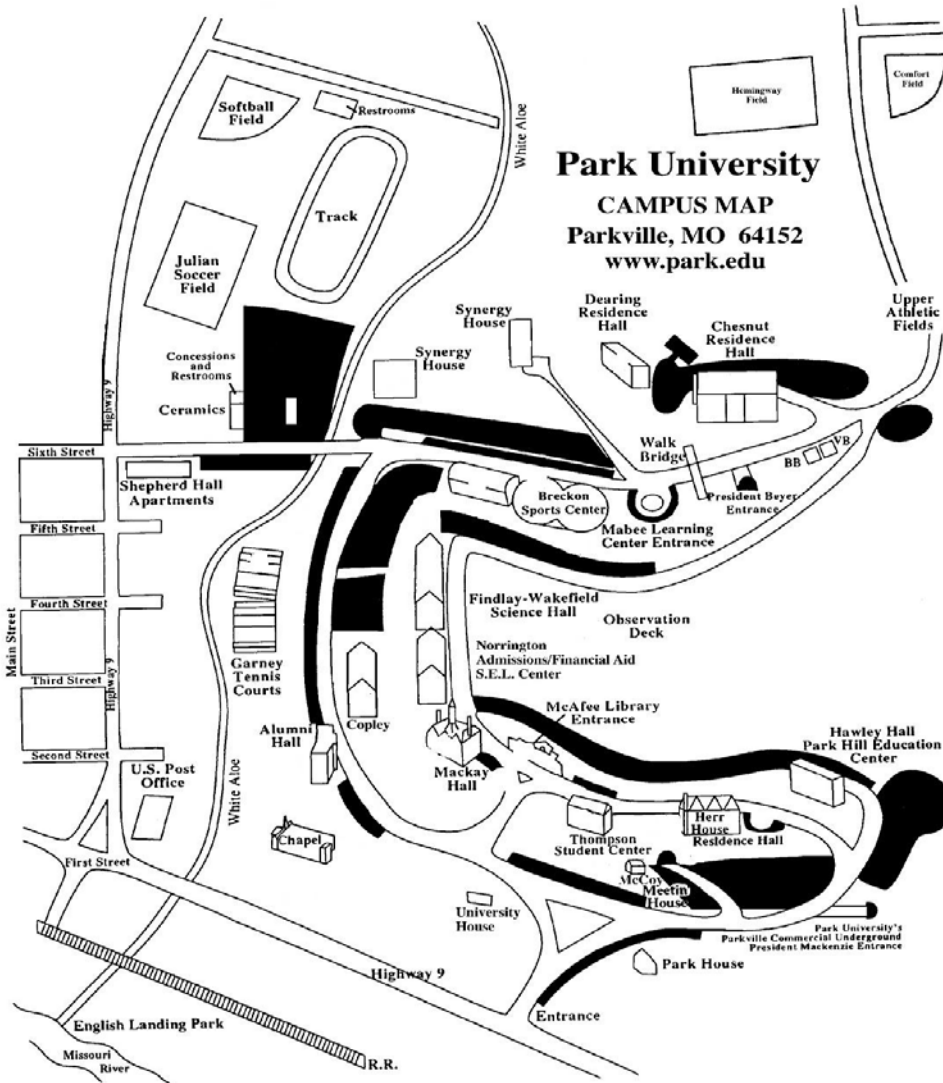 Softball
Field
Restrooms
White Aloe
Hemingway
Field
Comfort
Field
Park University
CAMPUS MAP
Parkville, MO 64152
www.park.edu
Track
Julian
Soccer
Field
Synergy
House
Dearing
Residence
Hall
Chesnut
Residence
Hall
Upper
Athletic
Fields
Concessions
and
Restrooms
Synergy
House
Highway 9
Ceramics
Sixth Street
Shepherd Hall
Apartments
Walk
Bridge
VB
BB
Breckon
Sports Center
President Beyer
Entrance
Mabee Learning
Center Entrance
Fifth Street
Fourth Street
Findlay-Wakefield
Science Hall
Observation
Deck
Main Street
Norrington
Admissions/Financial Aid
S.E.L. Center
Garney
Tennis
Courts
Third Street
Highway 9
McAfee Library
Entrance
Copley
Alumni
Hall
Hawley Hall
Park Hill Education
Center
Second Street
Mackay
Hall
U.S. Post
Office
White Aloe
Herr
House
Residence Hall
Thompson
Student Center
Chapel
First Street
McCoy
Meetin'
House
University
House
Park University's
Parkville Commercial Underground
President Mackenzie Entrance
Park House
Highway 9
Entrance
English Landing Park
Missouri
River
R.R.